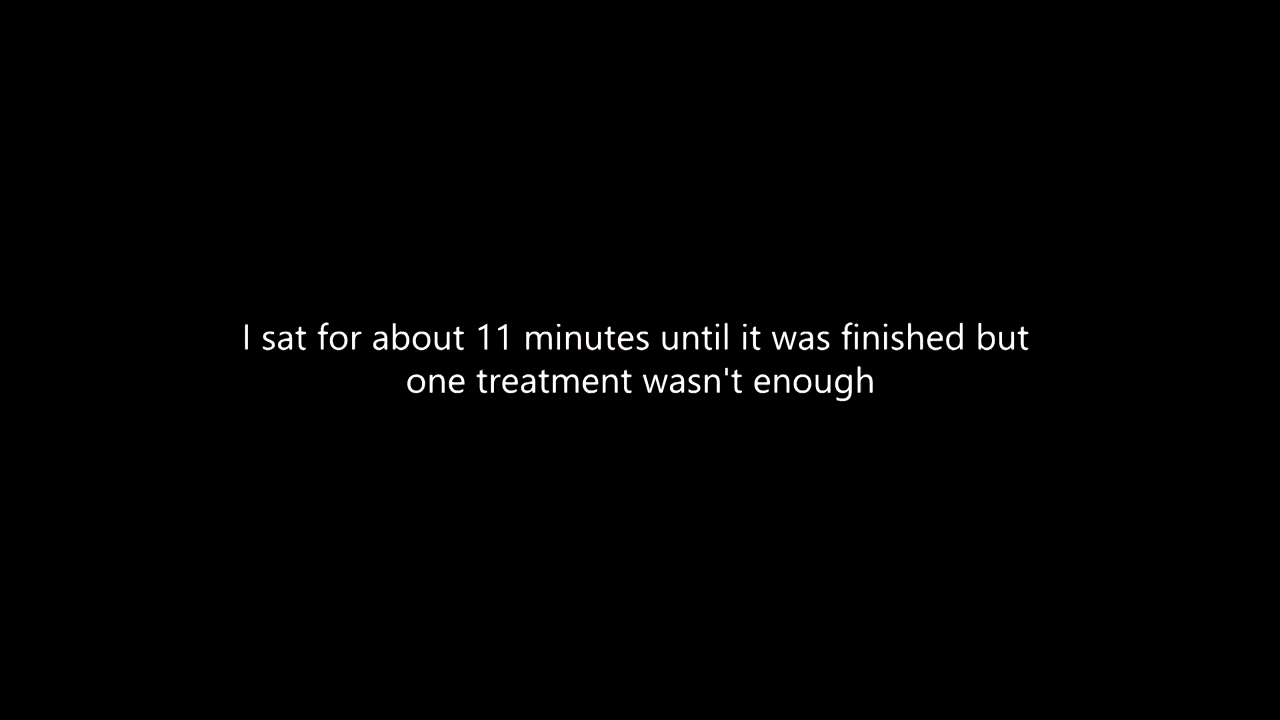 I sat for about 11 minutes until it was finished but
one treatment wasn't enough